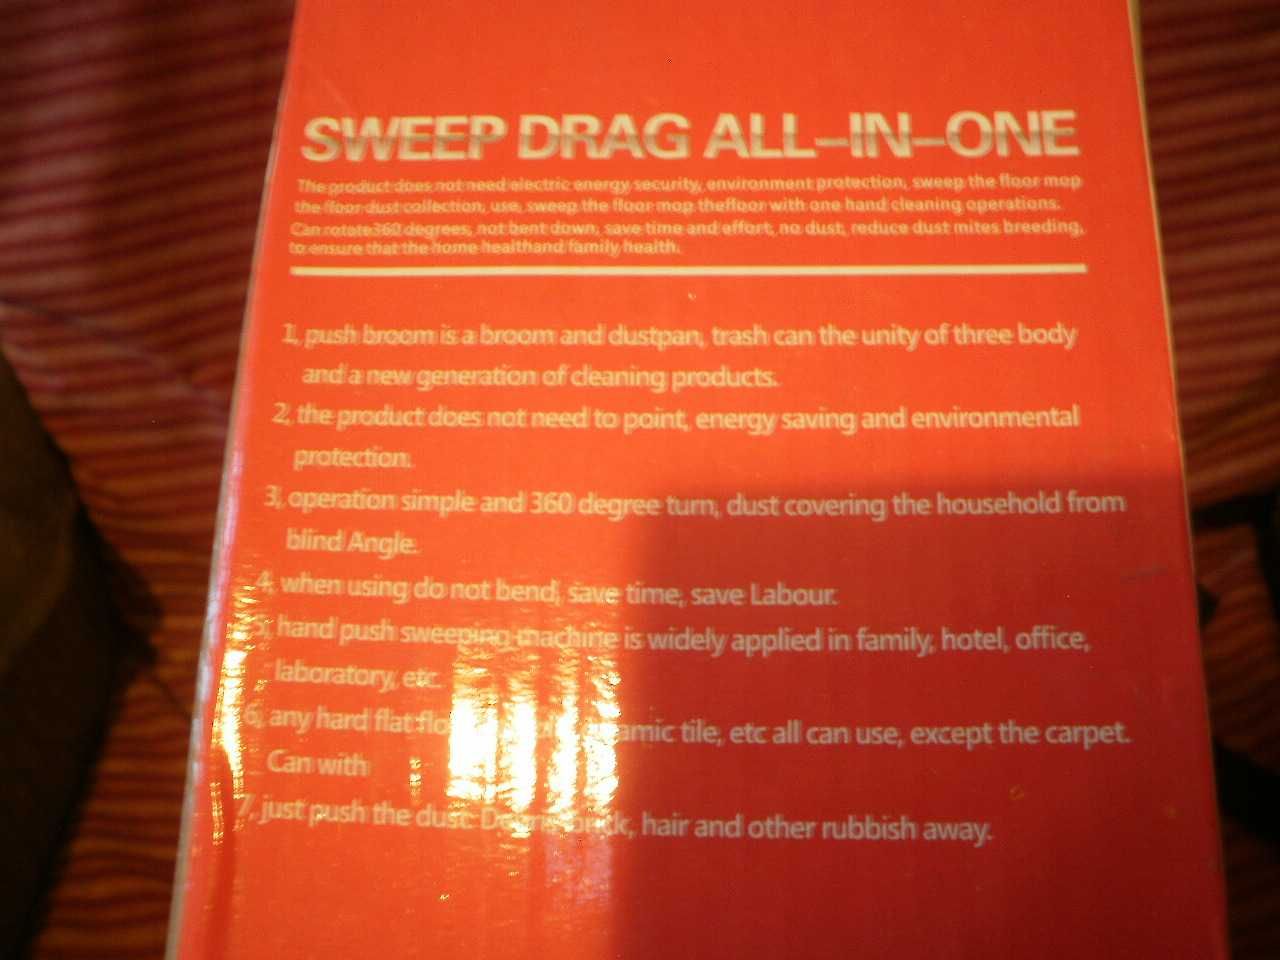 SWEEP DRAG ALL-IN-ONE
The product does not need electric energy security, environment protection, sweep the floor mop
the floor dust collection, use, sweep the floor mop thefloor with one hand cleaning operations.
Can rotate360 degrees, not bent down, save time and effort, no dust, reduce dust mites breeding,
to ensure that the home healthand family health.
1, push broom is a broom and dustpan, trash can the unity of three body
and a new generation of cleaning products.
2, the product does not need to point, energy saving and environmental
protection.
3, operation simple and 360 degree turn, dust covering the household from
blind Angle.
4, when using do not bend, save time, save Labour.
5, hand push sweeping machine is widely applied in family, hotel, office,
laboratory, etc.
6, any hard flat tile, etc all can use, except the carpet.
Can with
7, just push the dust. hair and other rubbish away.